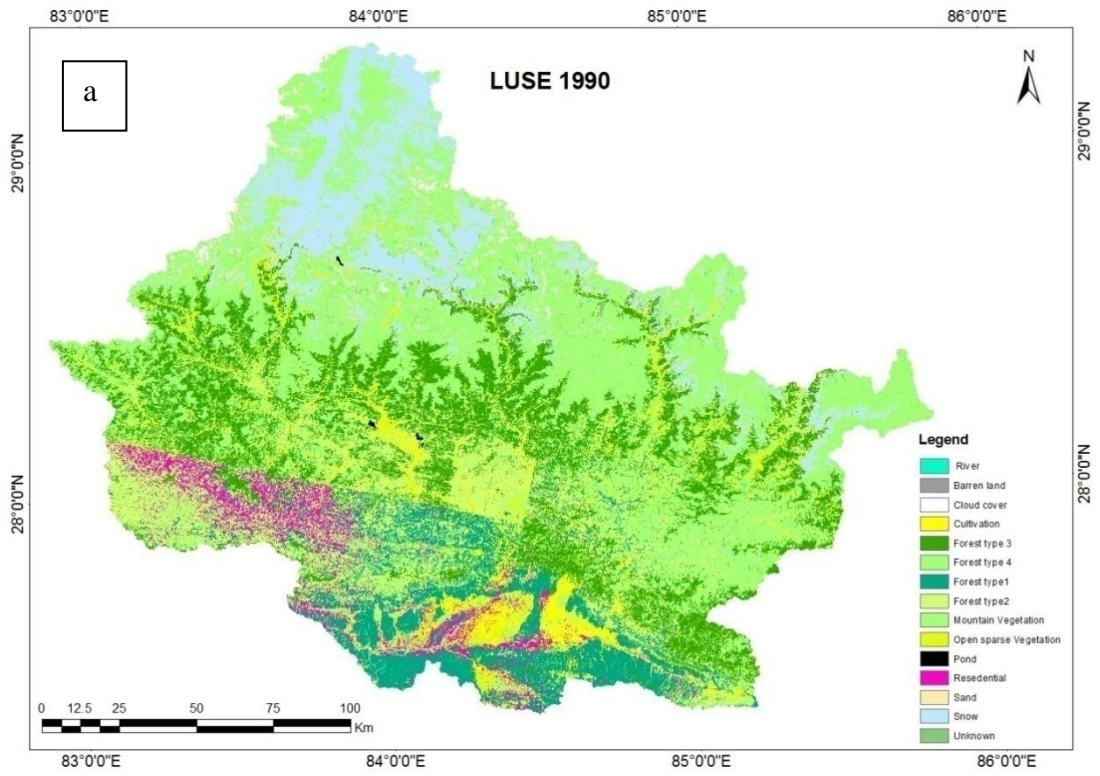 83°0'0"E 84°0'0"E 85°0'0"E 86°0'0"E
a
LUSE 1990
N
29°0'0"N
29°0'0"N
28°0'0"N
28°0'0"N
Legend
River
Barren land
Cloud cover
Cultivation
Forest type 3
Forest type 4
Forest type1
Forest type2
Mountain Vegetation
Open sparse Vegetation
Pond
Resedential
Sand
Snow
Unknown
0 12.5 25 50 75 100
Km
83°0'0"E 84°0'0"E 85°0'0"E 86°0'0"E